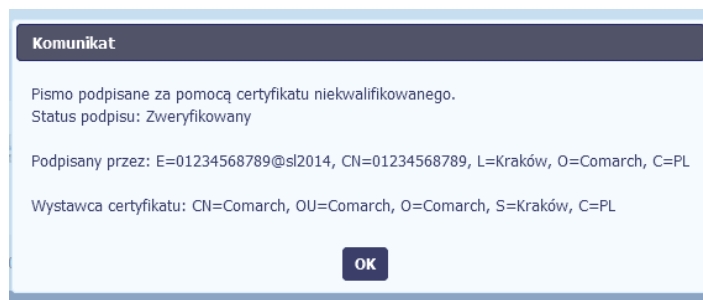 Komunikat
Pismo podpisane za pomocą certyfikatu niekwalifikowanego.
Status podpisu: Zweryfikowany
Podpisany przez: E=01234568789@sl2014, CN=01234568789, L=Kraków, O=Comarch, C=PL
Wystawca certyfikatu: CN=Comarch, OU=Comarch, O=Comarch, S=Kraków, C=PL
OK